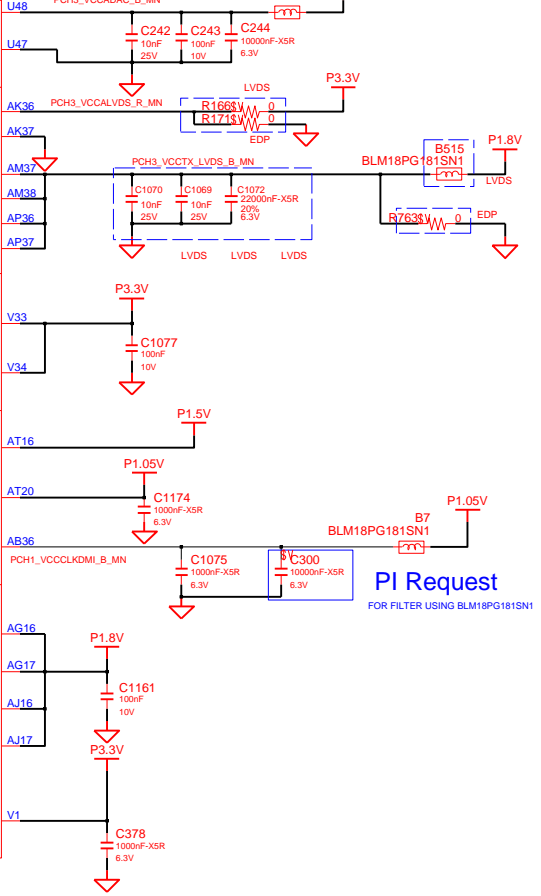 PCH3_VCCADAC_B_MN
U48
C242
10nF
25V
C243
100nF
10V
C244
10000nF-X5R
6.3V
U47
LVDS
P3.3V
AK36
PCH3_VCCALVDS_R_MN
R166
0
R171
0
EDP
AK37
PCH3_VCCTX_LVDS_B_MN
B515
BLM18PG181SN1
P1.8V
LVDS
AM37
AM38
AP36
AP37
C1070
10nF
25V
C1069
10nF
25V
C1072
22000nF-X5R
20%
6.3V
R763
0
EDP
LVDS LVDS LVDS
P3.3V
V33
C1077
100nF
10V
V34
P1.5V
AT16
P1.05V
AT20
C1174
1000nF-X5R
6.3V
P1.05V
B7
BLM18PG181SN1
AB36
PCH1_VCCCLKDMI_B_MN
C1075
1000nF-X5R
6.3V
C300
10000nF-X5R
6.3V
PI Request
FOR FILTER USING BLM18PG181SN1
AG16
P1.8V
AG17
C1161
100nF
10V
AJ16
AJ17
P3.3V
V1
C378
1000nF-X5R
6.3V